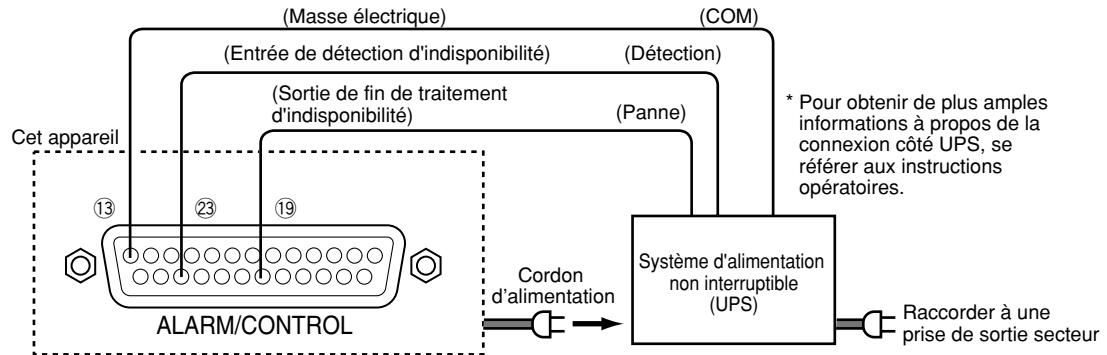 (Masse électrique)
(COM)
(Entrée de détection d'indisponibilité)
(Détection)
(Sortie de fin de traitement
d'indisponibilité)
(Panne)
* Pour obtenir de plus amples
informations à propos de la
connexion côté UPS, se
référer aux instructions
opératoires.
Cet appareil
⑬ ㉓ ⑲
ALARM/CONTROL
Cordon
d'alimentation
Système d'alimentation
non interruptible
(UPS)
Raccorder à une
prise de sortie secteur